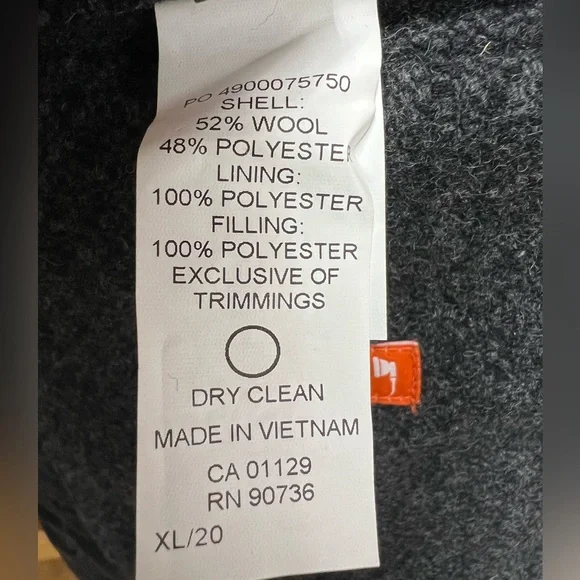 PO 4900075750
SHELL:
52% WOOL
48% POLYESTER
LINING:
100% POLYESTER
FILLING:
100% POLYESTER
EXCLUSIVE OF
TRIMMINGS
DRY CLEAN
MADE IN VIETNAM
CA 01129
RN 90736
XL/20